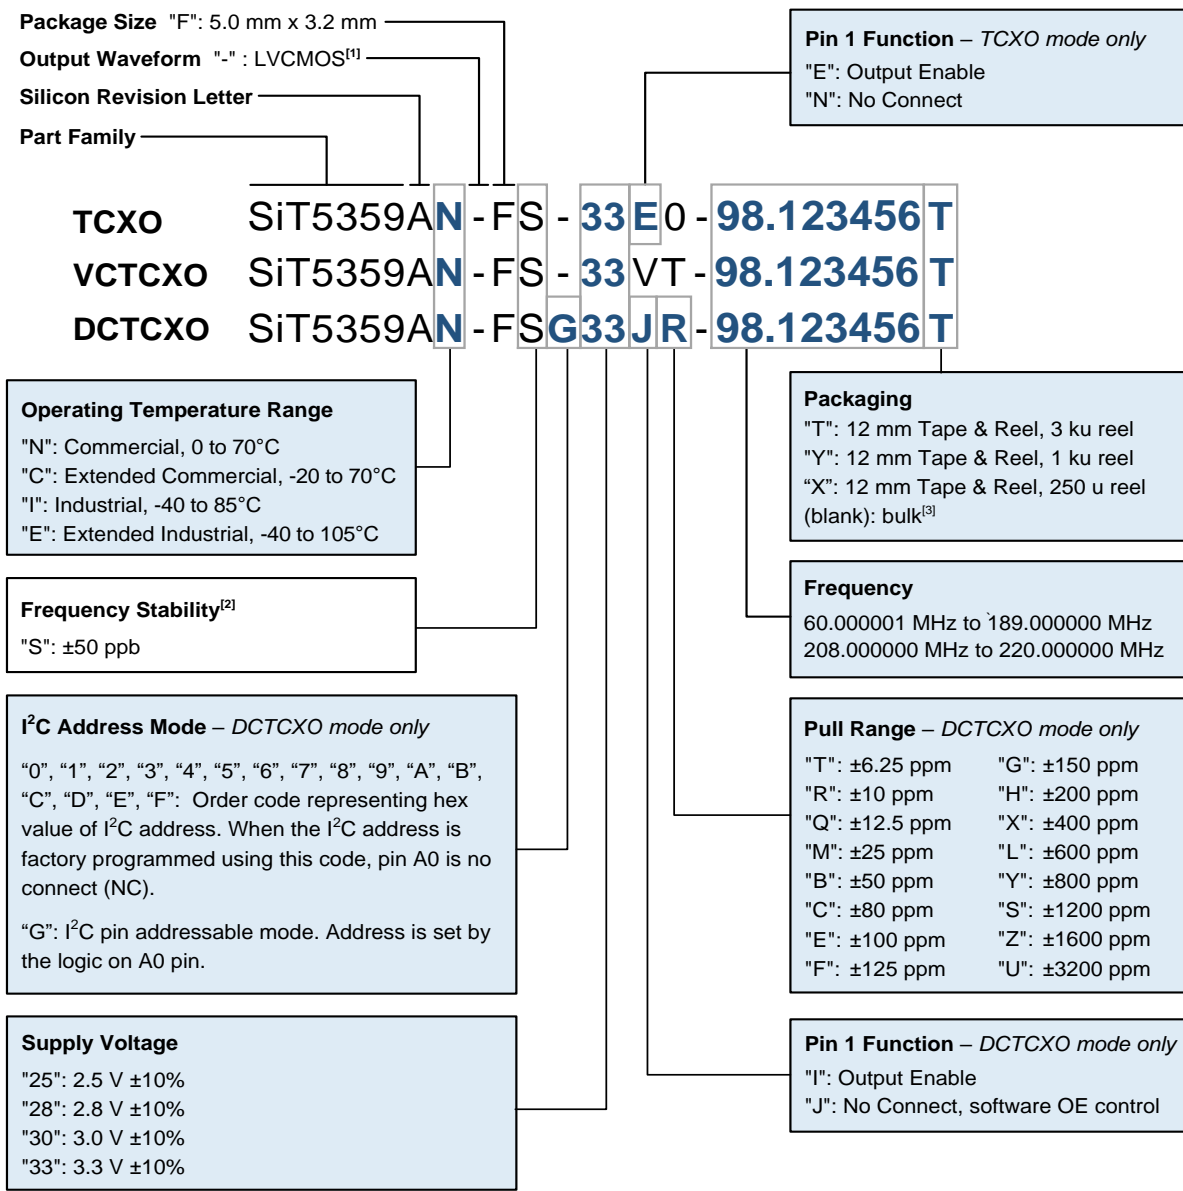 Package Size "F": 5.0 mm x 3.2 mm
Output Waveform "-" : LVCMOS[1]
Silicon Revision Letter
Part Family
Pin 1 Function – TCXO mode only
"E": Output Enable
"N": No Connect
TCXO SiT5359AN-FS-33E0-98.123456T
VCTCXO SiT5359AN-FS-33VT-98.123456T
DCTCXO SiT5359AN-FSG33JR-98.123456T
Operating Temperature Range
"N": Commercial, 0 to 70°C
"C": Extended Commercial, -20 to 70°C
"I": Industrial, -40 to 85°C
"E": Extended Industrial, -40 to 105°C
Frequency Stability[2]
"S": ±50 ppb
I²C Address Mode – DCTCXO mode only
“0”, “1”, “2”, “3”, “4”, “5”, “6”, “7”, “8”, “9”, “A”, “B”,
“C”, “D”, “E”, “F”: Order code representing hex
value of I²C address. When the I²C address is
factory programmed using this code, pin A0 is no
connect (NC).
“G”: I²C pin addressable mode. Address is set by
the logic on A0 pin.
Supply Voltage
"25": 2.5 V ±10%
"28": 2.8 V ±10%
"30": 3.0 V ±10%
"33": 3.3 V ±10%
Packaging
"T": 12 mm Tape & Reel, 3 ku reel
"Y": 12 mm Tape & Reel, 1 ku reel
“X”: 12 mm Tape & Reel, 250 u reel
(blank): bulk[3]
Frequency
60.000001 MHz to `189.000000 MHz
208.000000 MHz to 220.000000 MHz
Pull Range – DCTCXO mode only
"T": ±6.25 ppm "G": ±150 ppm
"R": ±10 ppm "H": ±200 ppm
"Q": ±12.5 ppm "X": ±400 ppm
"M": ±25 ppm "L": ±600 ppm
"B": ±50 ppm "Y": ±800 ppm
"C": ±80 ppm "S": ±1200 ppm
"E": ±100 ppm "Z": ±1600 ppm
"F": ±125 ppm "U": ±3200 ppm
Pin 1 Function – DCTCXO mode only
"I": Output Enable
"J": No Connect, software OE control